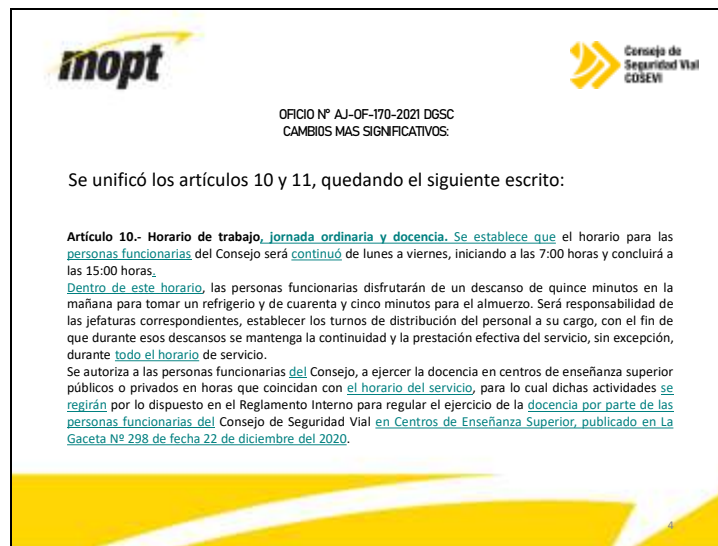 mopt
Consejo de
Seguridad Vial
COSEVI
OFICIO N° AJ-OF-170-2021 DGSC
CAMBIOS MAS SIGNIFICATIVOS:
Se unificó los artículos 10 y 11, quedando el siguiente escrito:
Artículo 10.- Horario de trabajo, jornada ordinaria y docencia. Se establece que el horario para las
personas funcionarias del Consejo será continuó de lunes a viernes, iniciando a las 7:00 horas y concluirá a
las 15:00 horas.
Dentro de este horario, las personas funcionarias disfrutarán de un descanso de quince minutos en la
mañana para tomar un refrigerio y de cuarenta y cinco minutos para el almuerzo. Será responsabilidad de
las jefaturas correspondientes, establecer los turnos de distribución del personal a su cargo, con el fin de
que durante esos descansos se mantenga la continuidad y la prestación efectiva del servicio, sin excepción,
durante todo el horario de servicio.
Se autoriza a las personas funcionarias del Consejo, a ejercer la docencia en centros de enseñanza superior
públicos o privados en horas que coincidan con el horario del servicio, para lo cual dichas actividades se
regirán por lo dispuesto en el Reglamento Interno para regular el ejercicio de la docencia por parte de las
personas funcionarias del Consejo de Seguridad Vial en Centros de Enseñanza Superior, publicado en La
Gaceta Nº 298 de fecha 22 de diciembre del 2020.
4